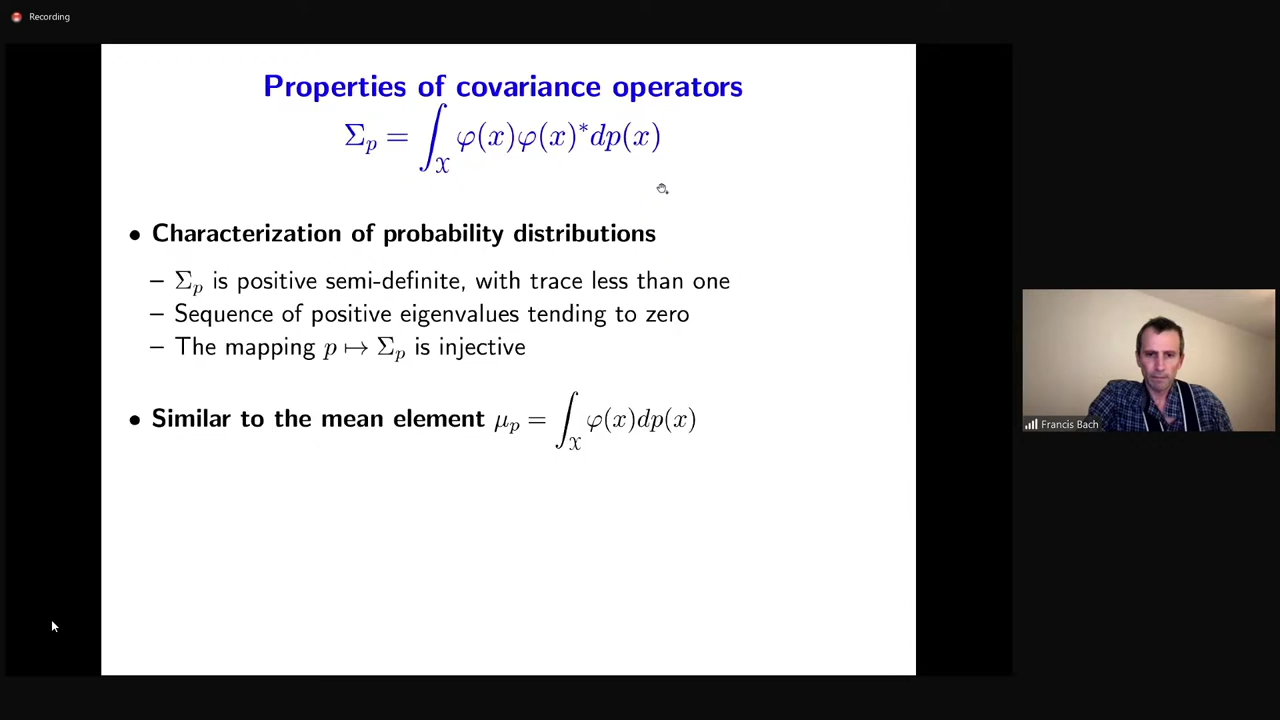 Recording
Properties of covariance operators
Σ_p = ∫_𝒳 φ(x)φ(x)* dp(x)
• Characterization of probability distributions
– Σ_p is positive semi-definite, with trace less than one
– Sequence of positive eigenvalues tending to zero
– The mapping p ↦ Σ_p is injective
• Similar to the mean element μ_p = ∫_𝒳 φ(x)dp(x)
Francis Bach